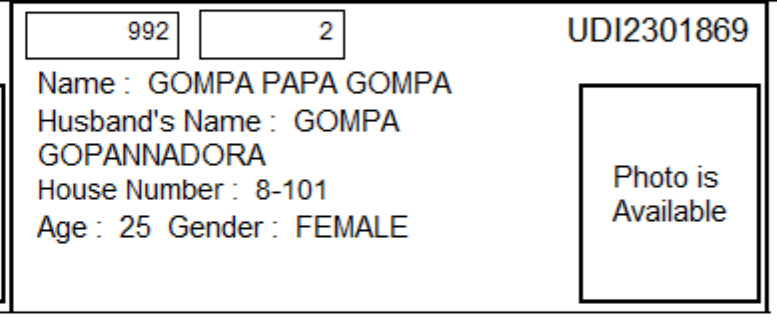 992 2 UDI2301869
Name : GOMPA PAPA GOMPA
Husband's Name : GOMPA
GOPANNADORA
House Number : 8-101
Age : 25 Gender : FEMALE
Photo is
Available